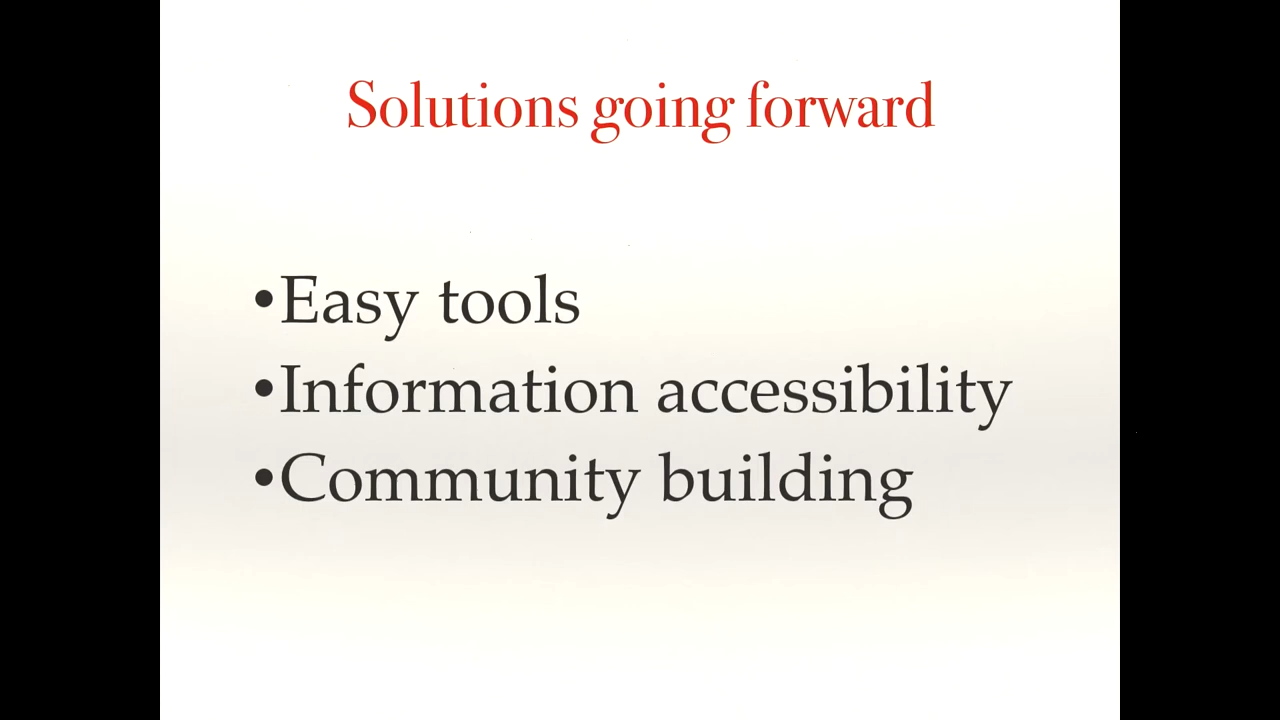 Solutions going forward
•Easy tools
•Information accessibility
•Community building